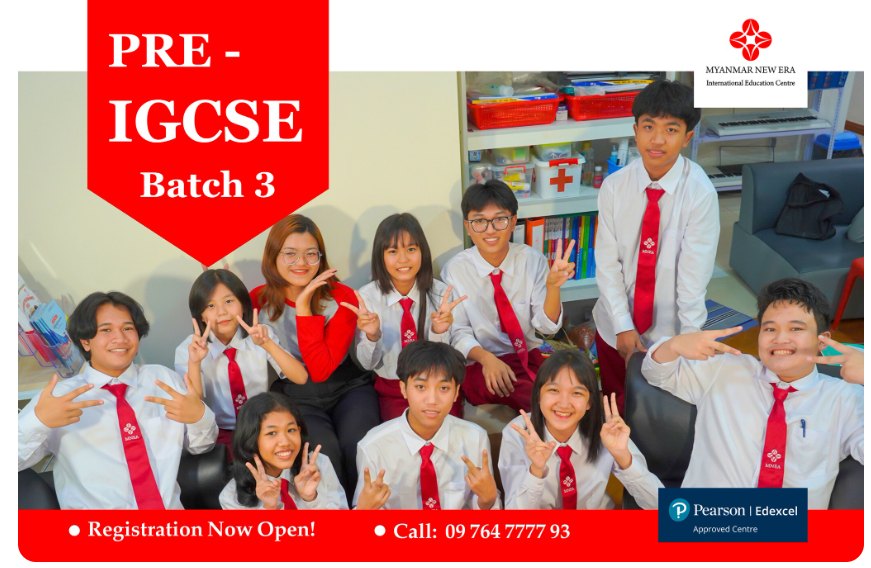 PRE -
IGCSE
Batch 3
MYANMAR NEW ERA
International Education Centre
Registration Now Open!
Call: 09 764 7777 93
Pearson | Edexcel
Approved Centre